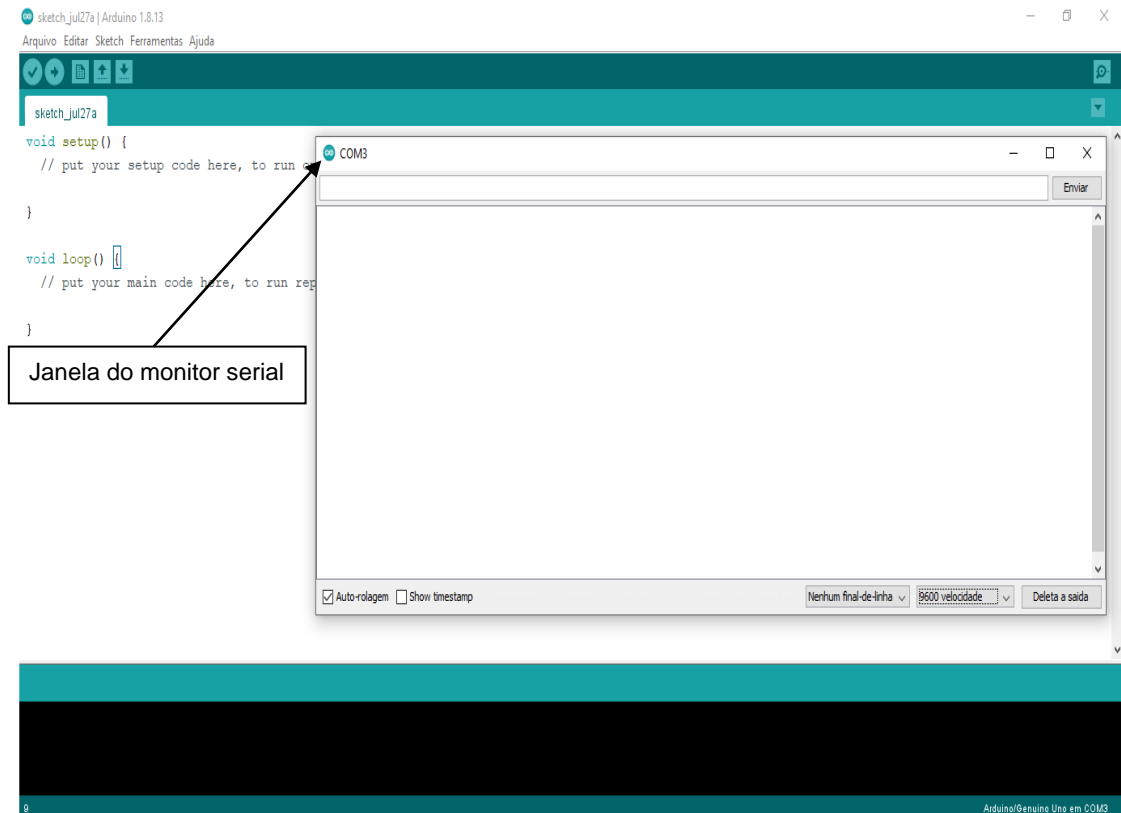 sketch_jul27a | Arduino 1.8.13
Arquivo Editar Sketch Ferramentas Ajuda
sketch_jul27a
void setup() {
// put your setup code here, to run
}
void loop() {
// put your main code here, to run rep
}
COM3
Enviar
Janela do monitor serial
Auto-rolagem Show timestamp
Nenhum final-de-linha 9600 velocidade Deleta a saida
9
Arduino/Genuino Uno em COM3